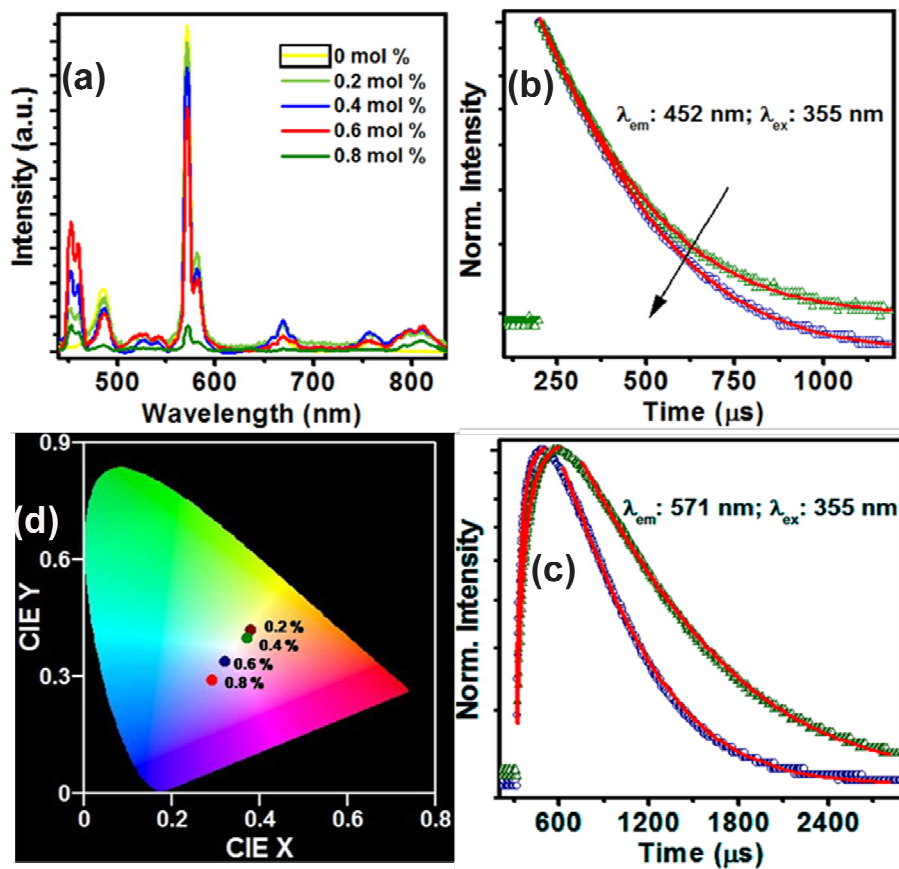 (a)
0 mol %
0.2 mol %
0.4 mol %
0.6 mol %
0.8 mol %
Intensity (a.u.)
500 600 700 800
Wavelength (nm)
(b)
λem: 452 nm; λex: 355 nm
Norm. Intensity
250 500 750 1000
Time (μs)
(d)
0.9
0.6
0.3
0
CIE Y
0.2 %
0.4 %
0.6 %
0.8 %
0 0.2 0.4 0.6 0.8
CIE X
(c)
λem: 571 nm; λex: 355 nm
Norm. Intensity
600 1200 1800 2400
Time (μs)